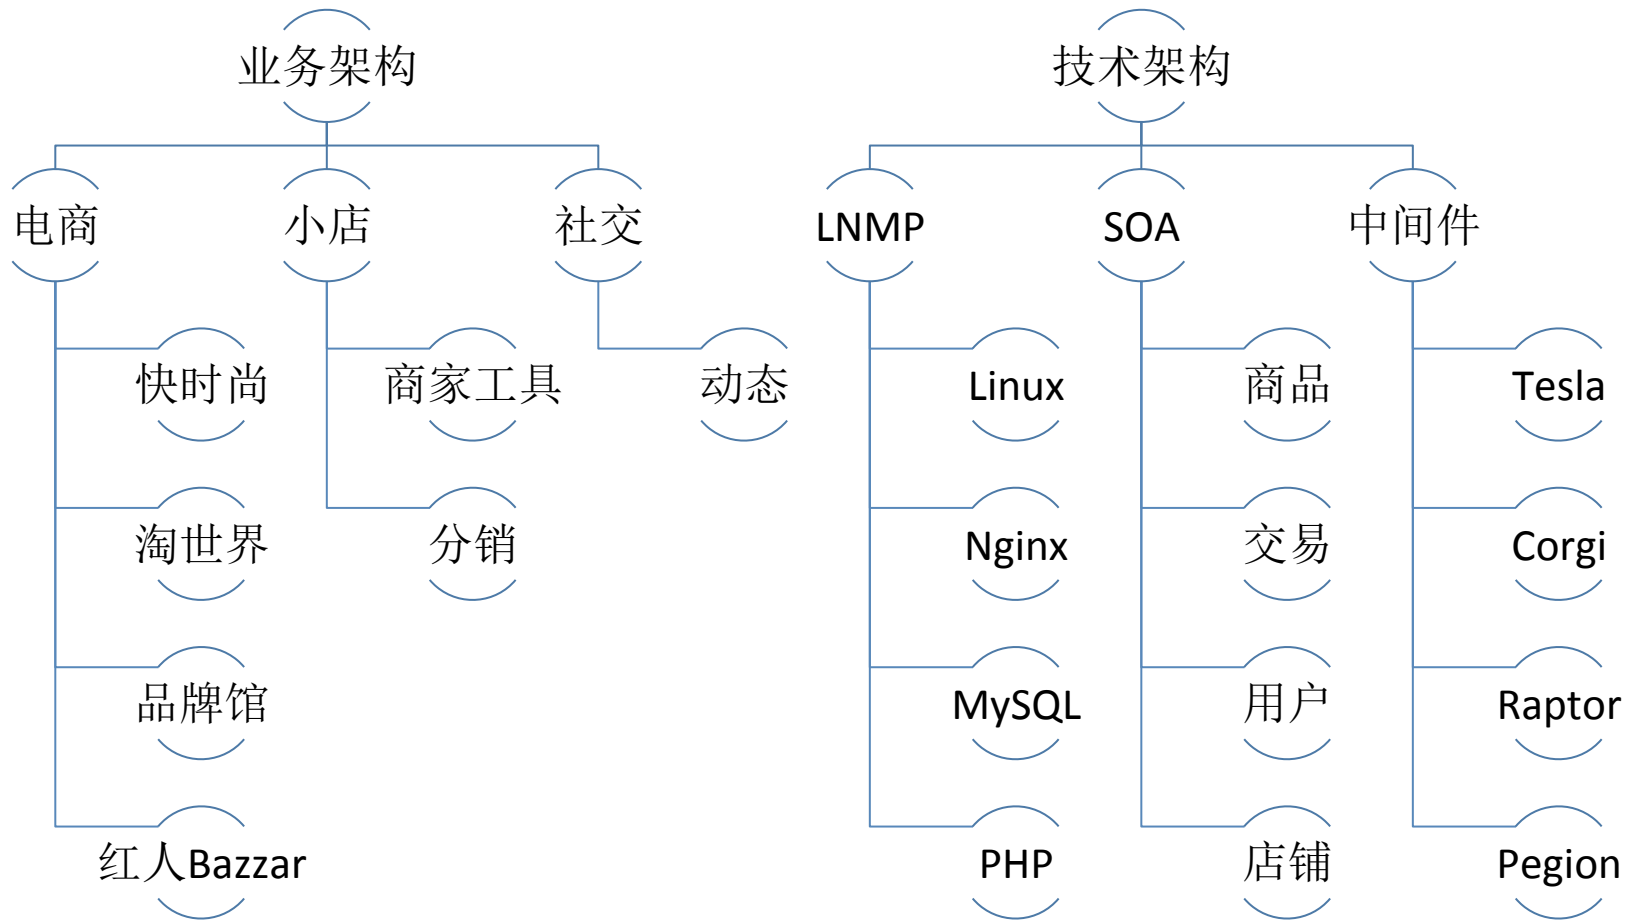 业务架构
技术架构
电商
小店
社交
LNMP
SOA
中间件
快时尚
商家工具
动态
Linux
商品
Tesla
淘世界
分销
Nginx
交易
Corgi
品牌馆
MySQL
用户
Raptor
红人Bazzar
PHP
店铺
Pegion